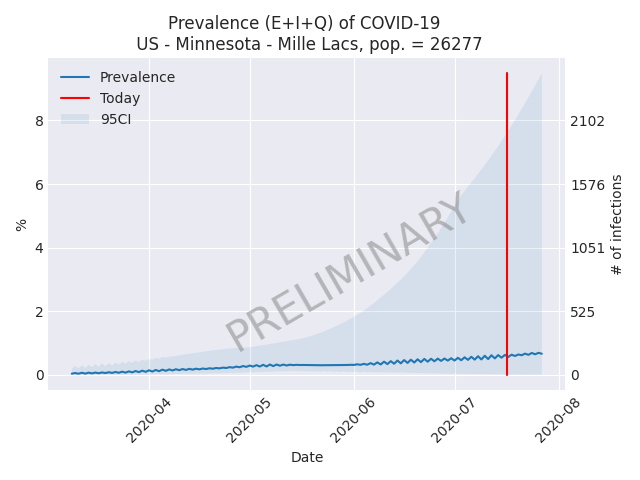 Prevalence (E+I+Q) of COVID-19
US - Minnesota - Mille Lacs, pop. = 26277
Prevalence
Today
95CI
8
6
4
2
0
%
2102
1576
1051
525
0
# of infections
PRELIMINARY
2020-04
2020-05
2020-06
2020-07
2020-08
Date